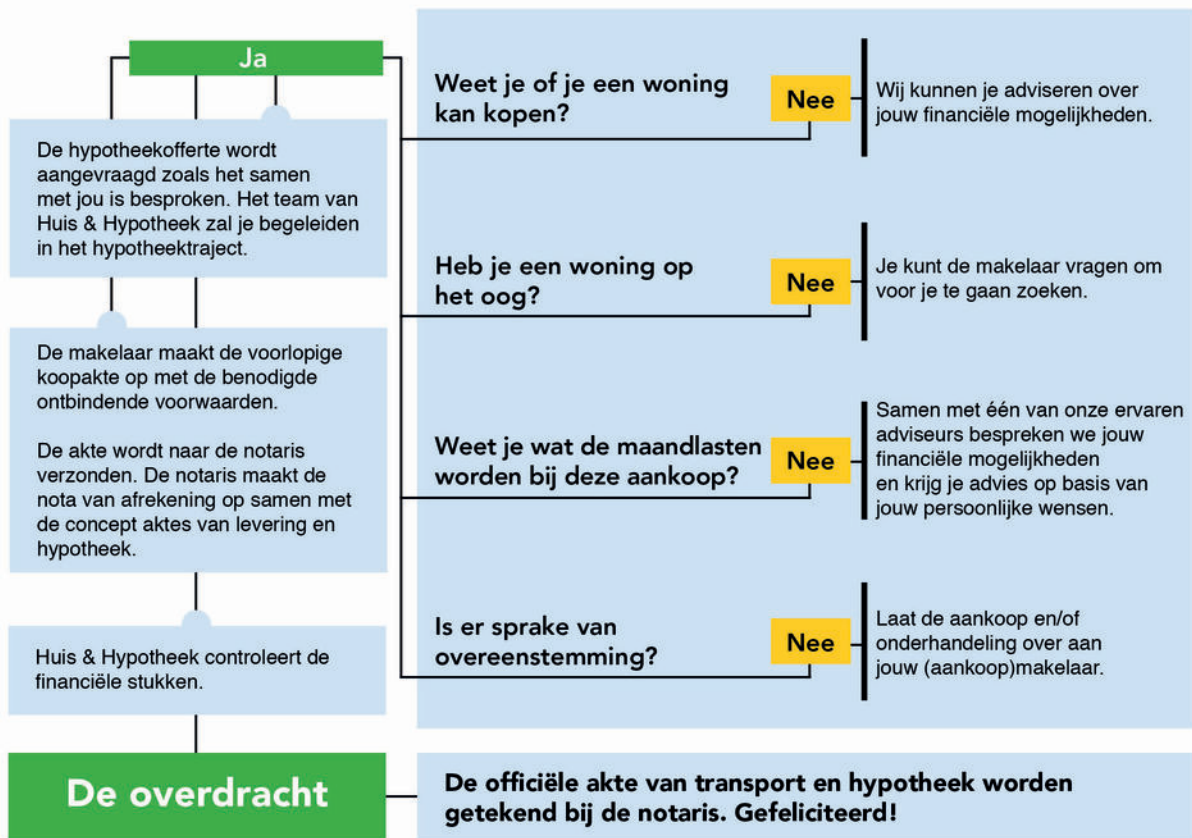 Ja
De hypotheekofferte wordt
aangevraagd zoals het samen
met jou is besproken. Het team van
Huis & Hypotheek zal je begeleiden
in het hypotheektraject.
De makelaar maakt de voorlopige
koopakte op met de benodigde
ontbindende voorwaarden.
De akte wordt naar de notaris
verzonden. De notaris maakt de
nota van afrekening op samen met
de concept aktes van levering en
hypotheek.
Huis & Hypotheek controleert de
financiële stukken.
Weet je of je een woning
kan kopen?
Nee
Wij kunnen je adviseren over
jouw financiële mogelijkheden.
Heb je een woning op
het oog?
Nee
Je kunt de makelaar vragen om
voor je te gaan zoeken.
Weet je wat de maandlasten
worden bij deze aankoop?
Nee
Samen met één van onze ervaren
adviseurs bespreken we jouw
financiële mogelijkheden
en krijg je advies op basis van
jouw persoonlijke wensen.
Is er sprake van
overeenstemming?
Nee
Laat de aankoop en/of
onderhandeling over aan
jouw (aankoop)makelaar.
De overdracht
De officiële akte van transport en hypotheek worden
getekend bij de notaris. Gefeliciteerd!